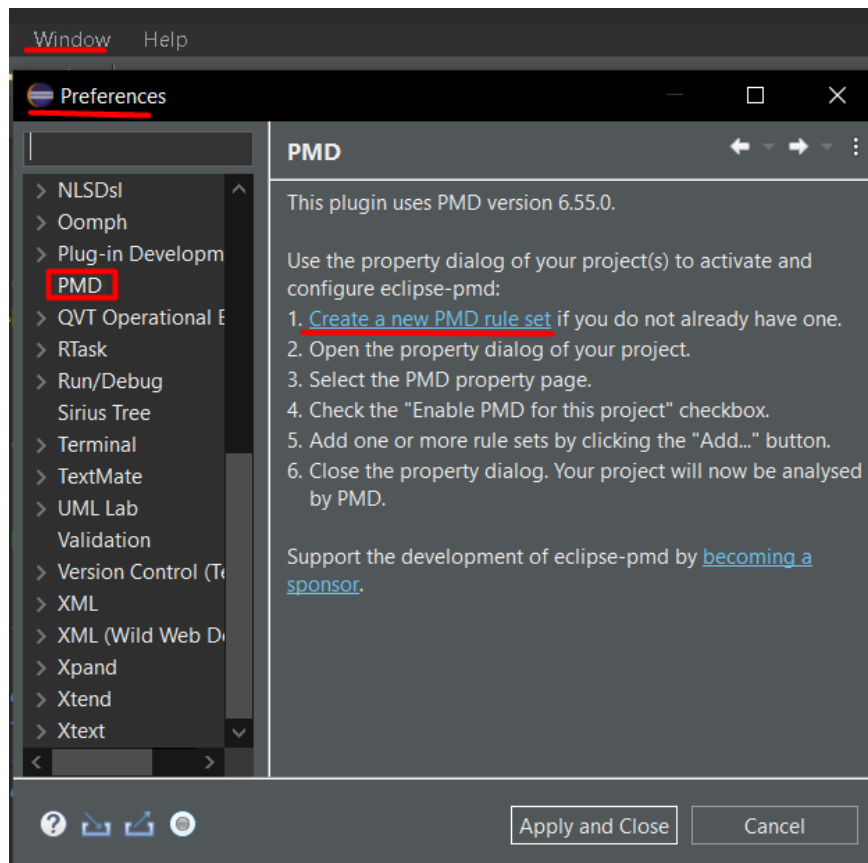 Window Help
Preferences
PMD
NLSDsl
Oomph
Plug-in Developm
PMD
QVT Operational E
RTask
Run/Debug
Sirius Tree
Terminal
TextMate
UML Lab
Validation
Version Control (Te
XML
XML (Wild Web De
Xpand
Xtend
Xtext
This plugin uses PMD version 6.55.0.
Use the property dialog of your project(s) to activate and
configure eclipse-pmd:
1. Create a new PMD rule set if you do not already have one.
2. Open the property dialog of your project.
3. Select the PMD property page.
4. Check the "Enable PMD for this project" checkbox.
5. Add one or more rule sets by clicking the "Add..." button.
6. Close the property dialog. Your project will now be analysed
by PMD.
Support the development of eclipse-pmd by becoming a
sponsor.
Apply and Close
Cancel